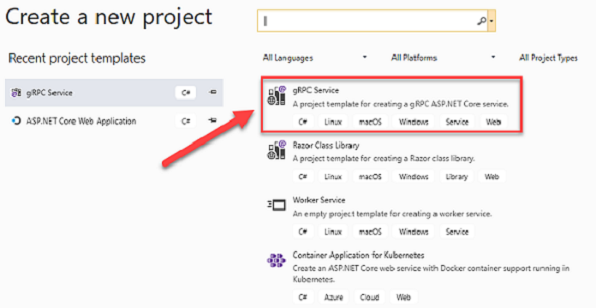 Create a new project
Recent project templates
gRPC Service C#
ASP.NET Core Web Application C#
All Languages All Platforms All Project Types
gRPC Service
A project template for creating a gRPC ASP.NET Core service.
C# Linux macOS Windows Service Web
Razor Class Library
A project template for creating a Razor class library.
C# Linux macOS Windows Library Web
Worker Service
An empty project template for creating a worker service.
C# Linux macOS Windows Service
Container Application for Kubernetes
Create an ASP.NET Core web service with Docker container support running in
Kubernetes.
C# Azure Cloud Web